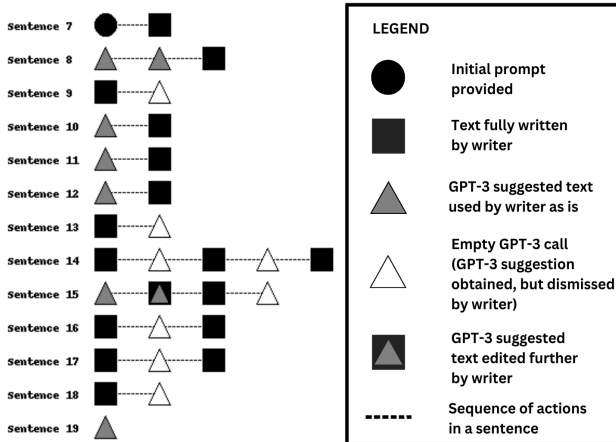 Sentence 7
Sentence 8
Sentence 9
Sentence 10
Sentence 11
Sentence 12
Sentence 13
Sentence 14
Sentence 15
Sentence 16
Sentence 17
Sentence 18
Sentence 19
LEGEND
Initial prompt
provided
Text fully written
by writer
GPT-3 suggested text
used by writer as is
Empty GPT-3 call
(GPT-3 suggestion
obtained, but dismissed
by writer)
GPT-3 suggested
text edited further
by writer
Sequence of actions
in a sentence